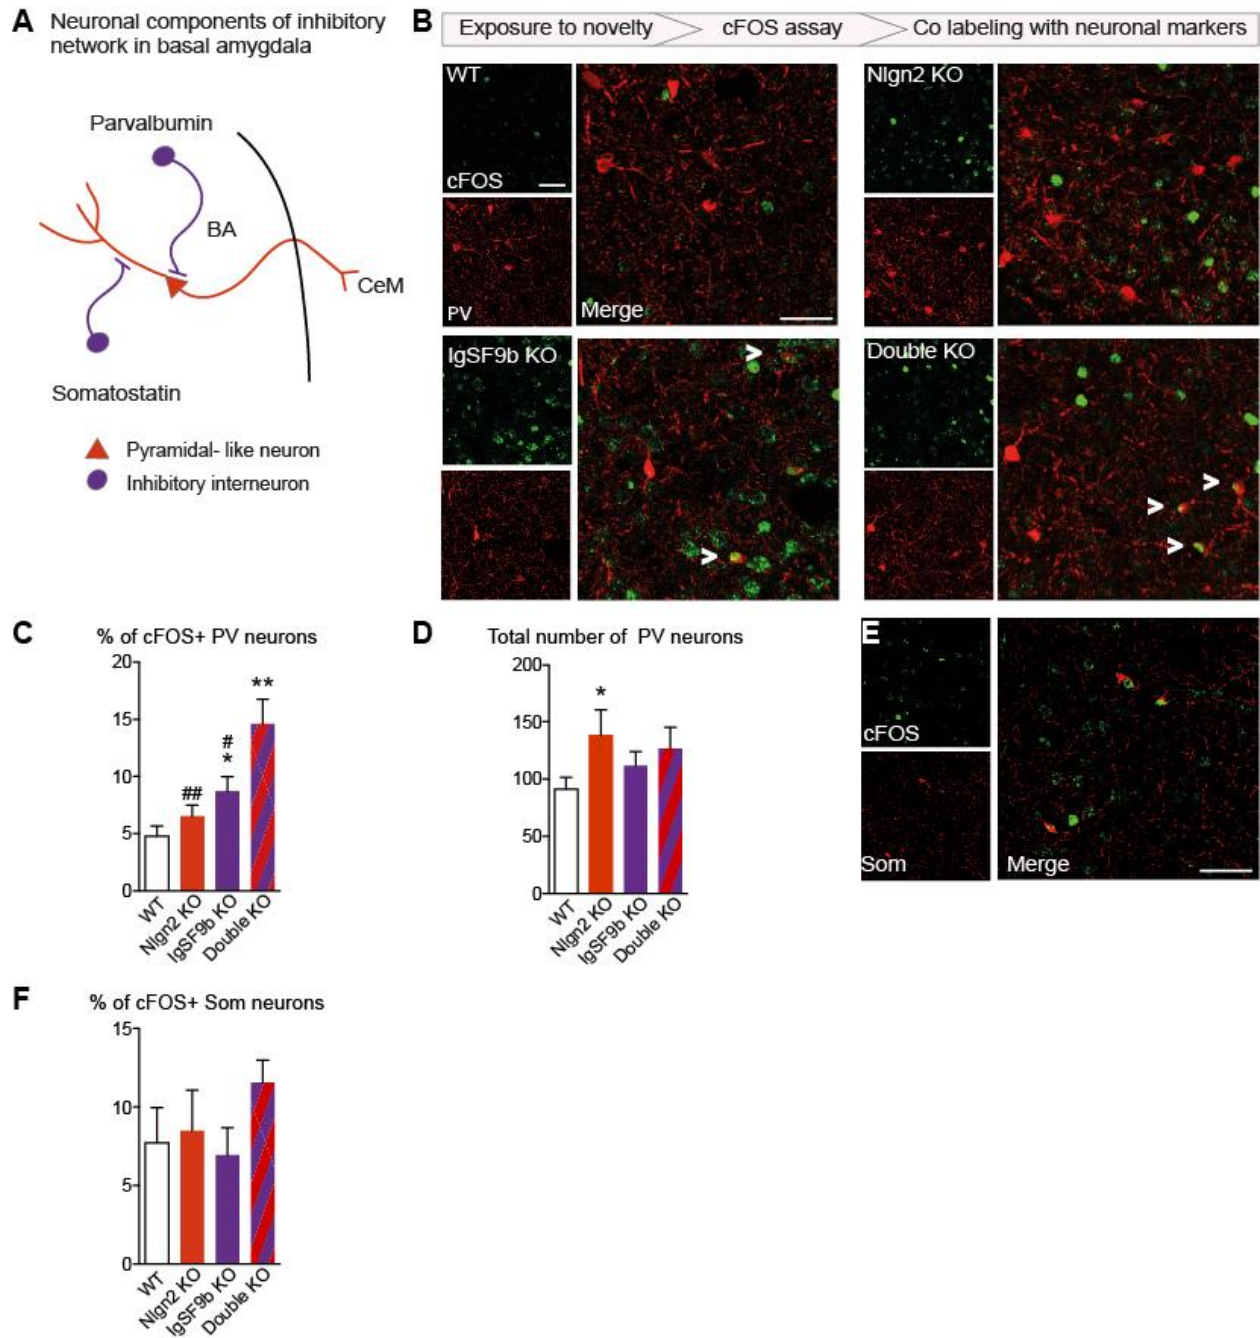 A Neuronal components of inhibitory
network in basal amygdala
Parvalbumin
BA
CeM
Somatostatin
Pyramidal- like neuron
Inhibitory interneuron
B Exposure to novelty cFOS assay Co labeling with neuronal markers
WT
cFOS
PV
Merge
Nlgn2 KO
IgSF9b KO
Double KO
C % of cFOS+ PV neurons
20
15
10
5
0
##
#
*
**
WT
Nlgn2 KO
IgSF9b KO
Double KO
D Total number of PV neurons
200
150
100
50
0
*
WT
Nlgn2 KO
IgSF9b KO
Double KO
E
cFOS
Som
Merge
F % of cFOS+ Som neurons
15
10
5
0
WT
Nlgn2 KO
IgSF9b KO
Double KO